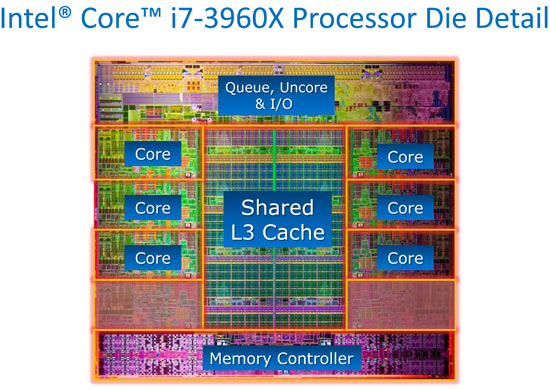 Intel® Core™ i7-3960X Processor Die Detail
Queue, Uncore
& I/O
Core
Core
Core
Core
Core
Core
Shared
L3 Cache
Memory Controller